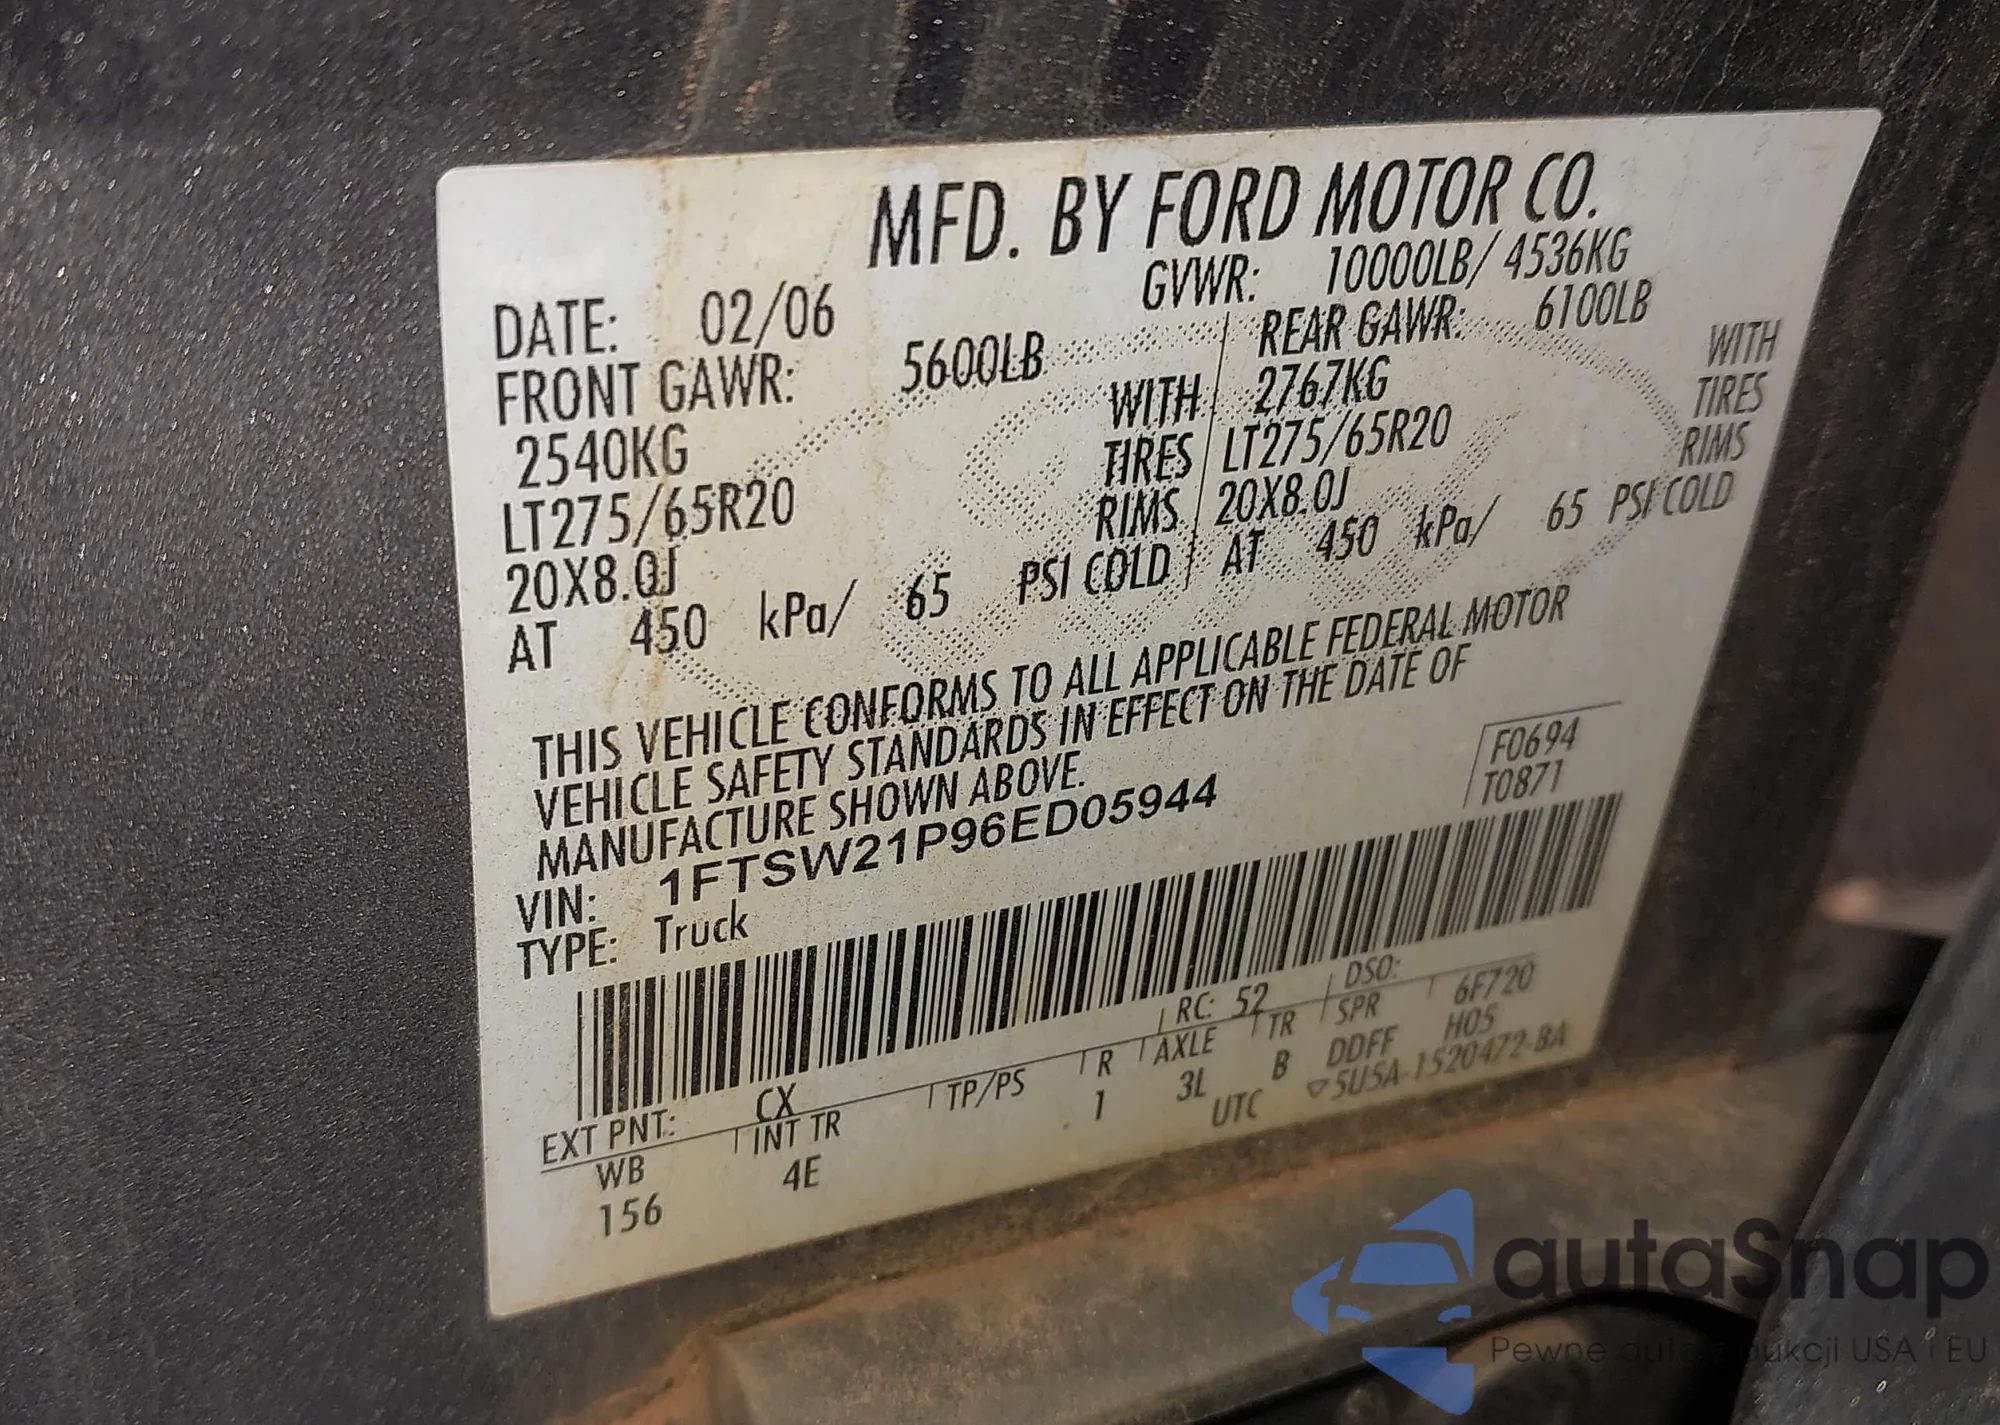 MFD. BY FORD MOTOR CO.
DATE: 02/06 GVWR: 10000LB/ 4536KG
FRONT GAWR: 5600LB REAR GAWR: 6100LB
2540KG WITH 2767KG WITH
LT275/65R20 TIRES LT275/65R20 TIRES
20X8.0J RIMS 20X8.0J RIMS
AT 450 kPa/ 65 PSI COLD AT 450 kPa/ 65 PSI COLD
THIS VEHICLE CONFORMS TO ALL APPLICABLE FEDERAL MOTOR
VEHICLE SAFETY STANDARDS IN EFFECT ON THE DATE OF
MANUFACTURE SHOWN ABOVE.
VIN: 1FTSW21P96ED05944 F0694
TYPE: Truck T0871
EXT PNT: CX RC: 52 DSO:
WB INT TR TP/PS R AXLE TR SPR 6F720
156 4E 1 3L B DDFF H05
UTC ▽5U5A-1520472-BA
autaSnap
Pewne auta z aukcji USA i EU